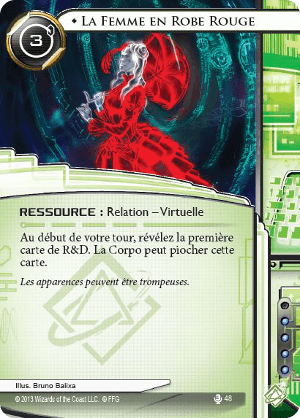 • La Femme en Robe Rouge
3
RESSOURCE : Relation – Virtuelle
Au début de votre tour, révélez la première
carte de R&D. La Corpo peut piocher cette
carte.
Les apparences peuvent être trompeuses.
Illus. Bruno Balixa
© 2013 Wizards of the Coast LLC. © FFG
48